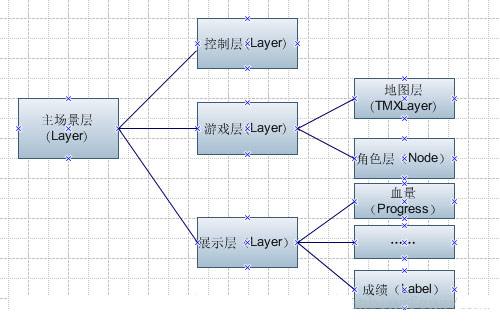 控制层（Layer）
主场景层
（Layer）
游戏层（Layer）
地图层
（TMXLayer）
角色层（Node）
展示层（Layer）
血量
（Progress）
……
成绩（Label）